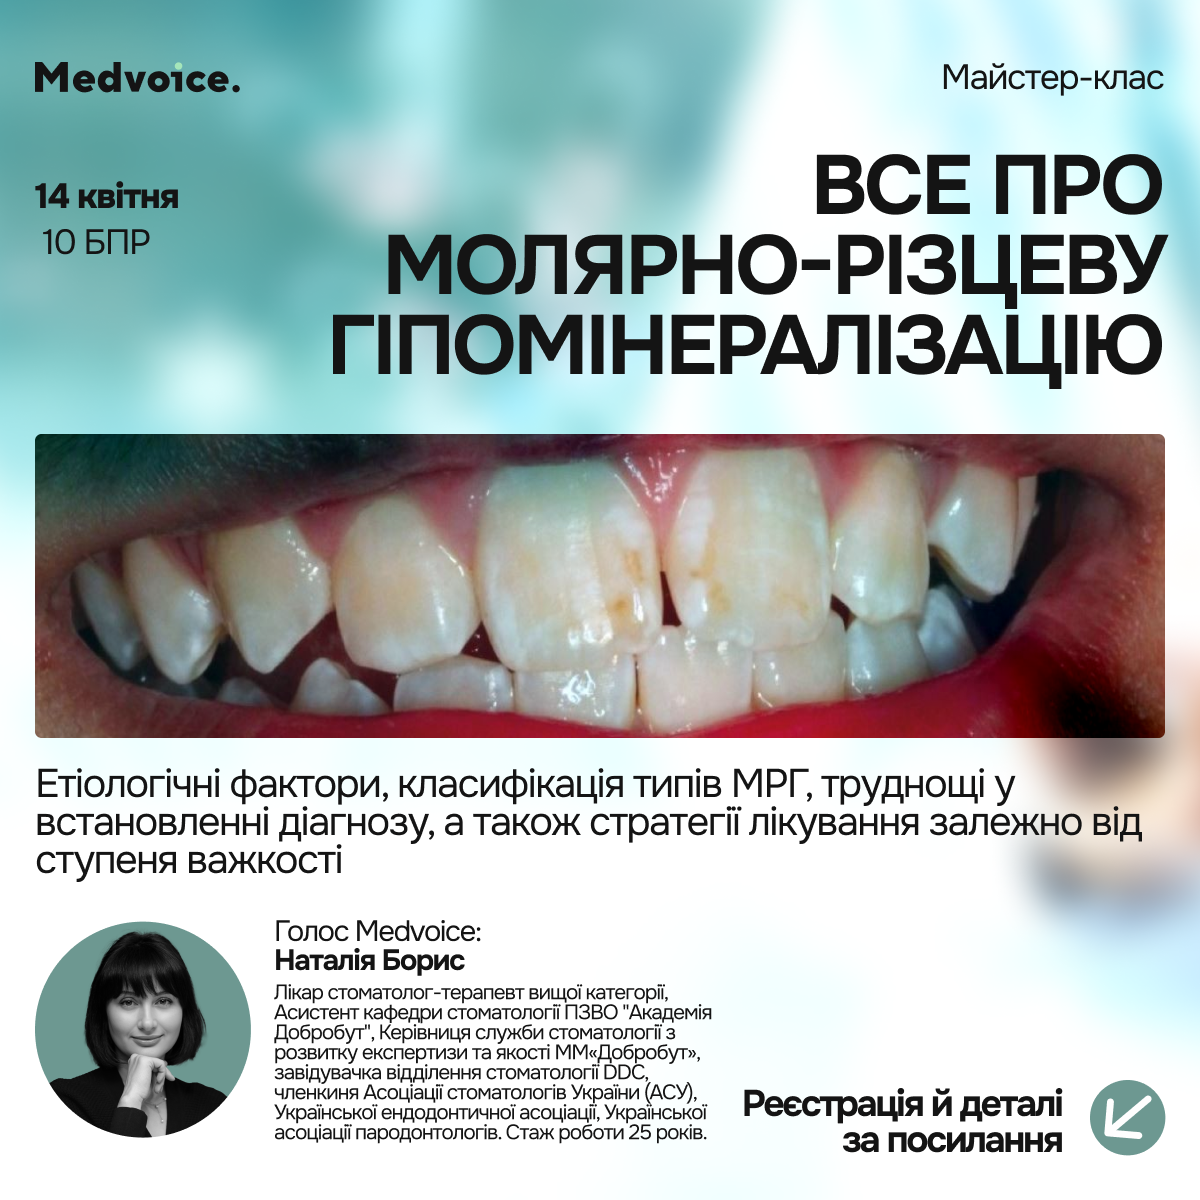 Medvoice.
Майстер-клас
14 квітня
10 БПР
ВСЕ ПРО
МОЛЯРНО-РІЗЦЕВУ
ГІПОМІНЕРАЛІЗАЦІЮ
Етіологічні фактори, класифікація типів МРГ, труднощі у
встановленні діагнозу, а також стратегії лікування залежно від
ступеня важкості
Голос Medvoice:
Наталія Борис
Лікар стоматолог-терапевт вищої категорії,
Асистент кафедри стоматології ПЗВО "Академія
Добробут", Керівниця служби стоматології з
розвитку експертизи та якості ММ«Добробут»,
завідувачка відділення стоматології DDC,
членкиня Асоціації стоматологів України (АСУ),
Української ендодонтичної асоціації, Української
асоціації пародонтологів. Стаж роботи 25 років.
Реєстрація й деталі
за посилання